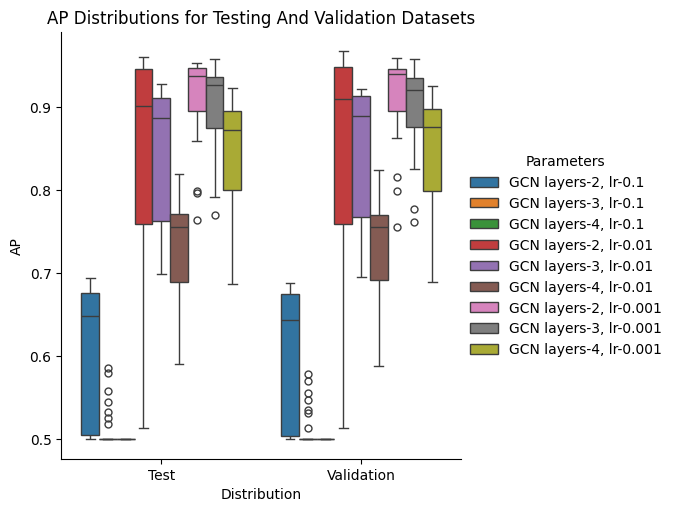 AP Distributions for Testing And Validation Datasets
AP
0.9
0.8
0.7
0.6
0.5
Test
Validation
Distribution
Parameters
GCN layers-2, lr-0.1
GCN layers-3, lr-0.1
GCN layers-4, lr-0.1
GCN layers-2, lr-0.01
GCN layers-3, lr-0.01
GCN layers-4, lr-0.01
GCN layers-2, lr-0.001
GCN layers-3, lr-0.001
GCN layers-4, lr-0.001